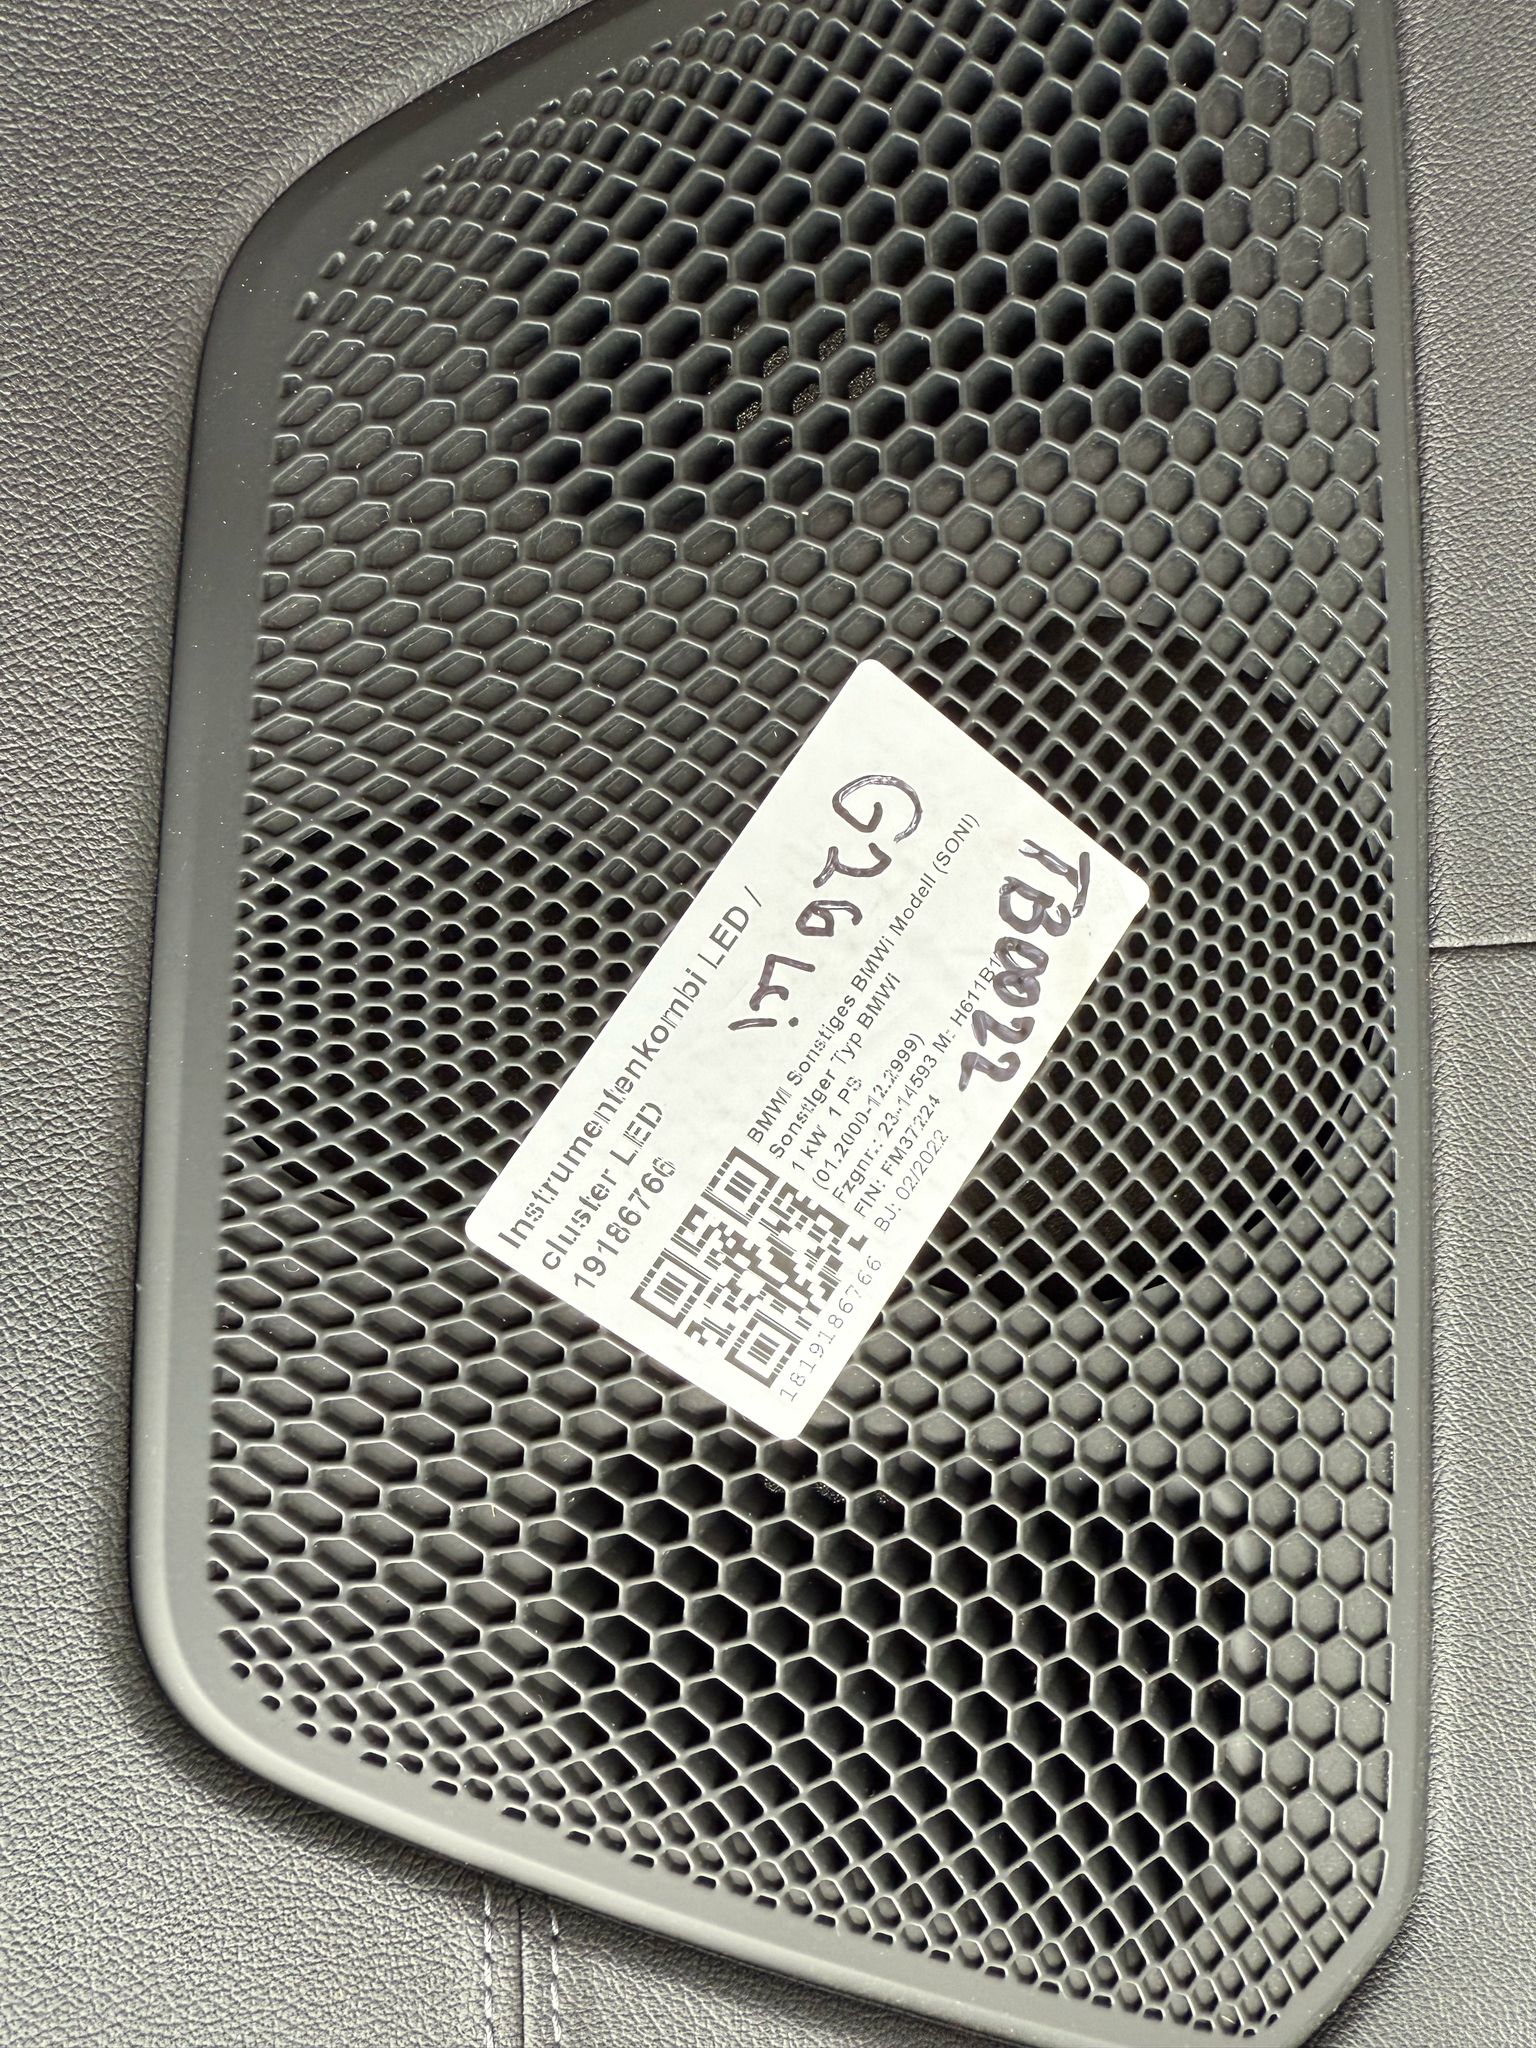 Instrumentenkombi LED /
cluster LED
19186766
G26 Lci
BMWI Sonstiges BMWi Modell (SONI)
Sonstiger Typ BMWi
1 kW 1 PS
(01.2000-12.2999)
Fzgnr.: 23-14593 M: H611B1
FIN: FM37224
BJ: 02/2022
1819186766
TB0022